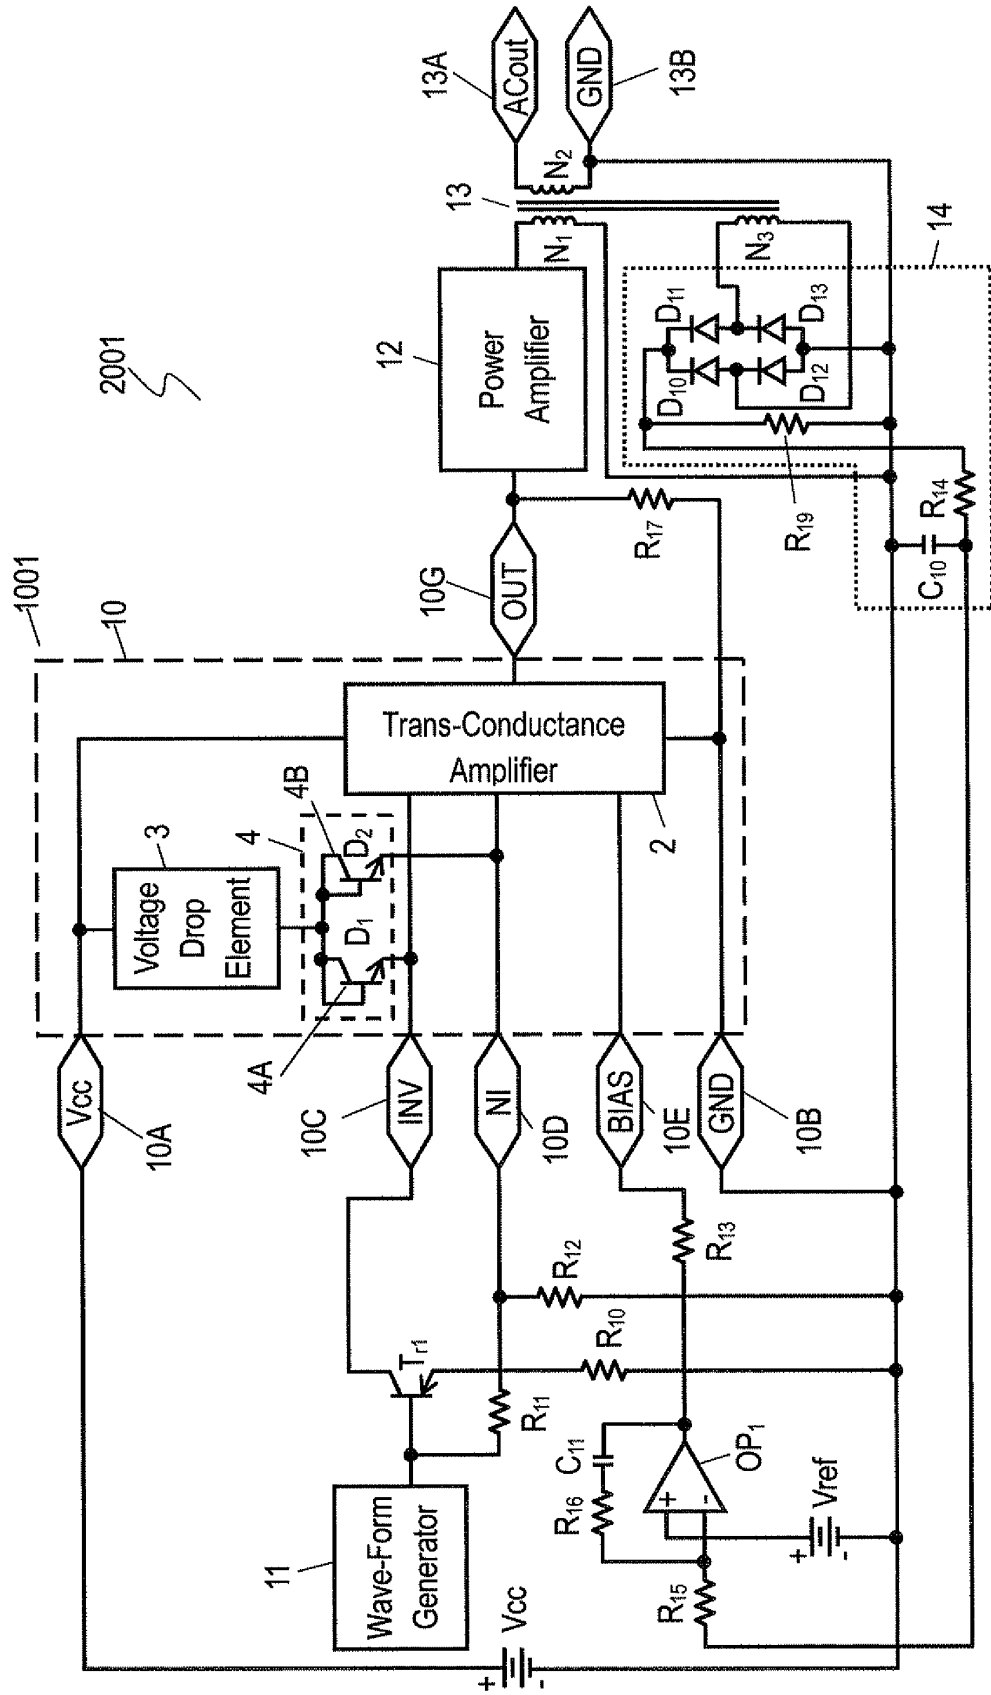 2001
1001
10
Vcc
10A
Voltage
Drop
Element
3
4
4A
4B
D1
D2
Trans-Conductance
Amplifier
2
INV
10C
NI
10D
BIAS
10E
GND
10B
OUT
10G
Power
Amplifier
12
R17
13
N1
N2
N3
ACout
13A
GND
13B
14
D10
D11
D12
D13
R19
R14
C10
Wave-Form
Generator
11
Tr1
R11
R12
R10
R13
C11
R16
+
-
OP1
R15
+
Vref
-
+
Vcc
-